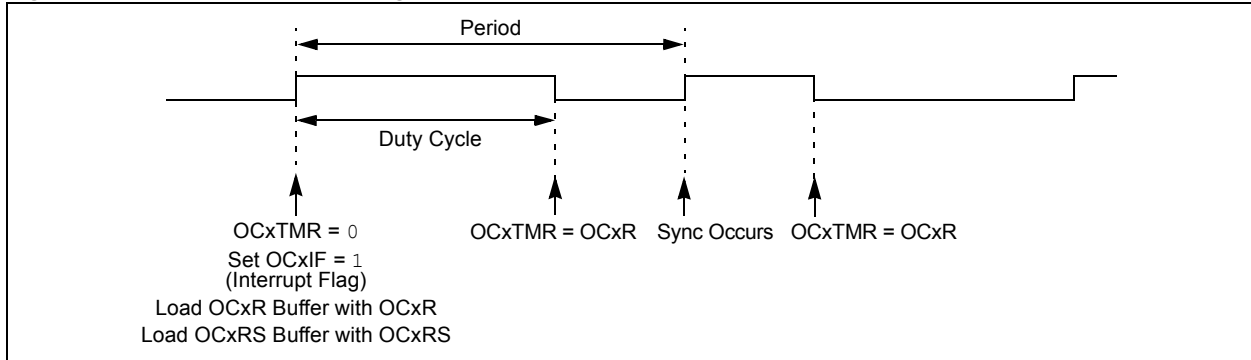 Period
Duty Cycle
OCxTMR = 0
Set OCxIF = 1
(Interrupt Flag)
Load OCxR Buffer with OCxR
Load OCxRS Buffer with OCxRS
OCxTMR = OCxR
Sync Occurs
OCxTMR = OCxR